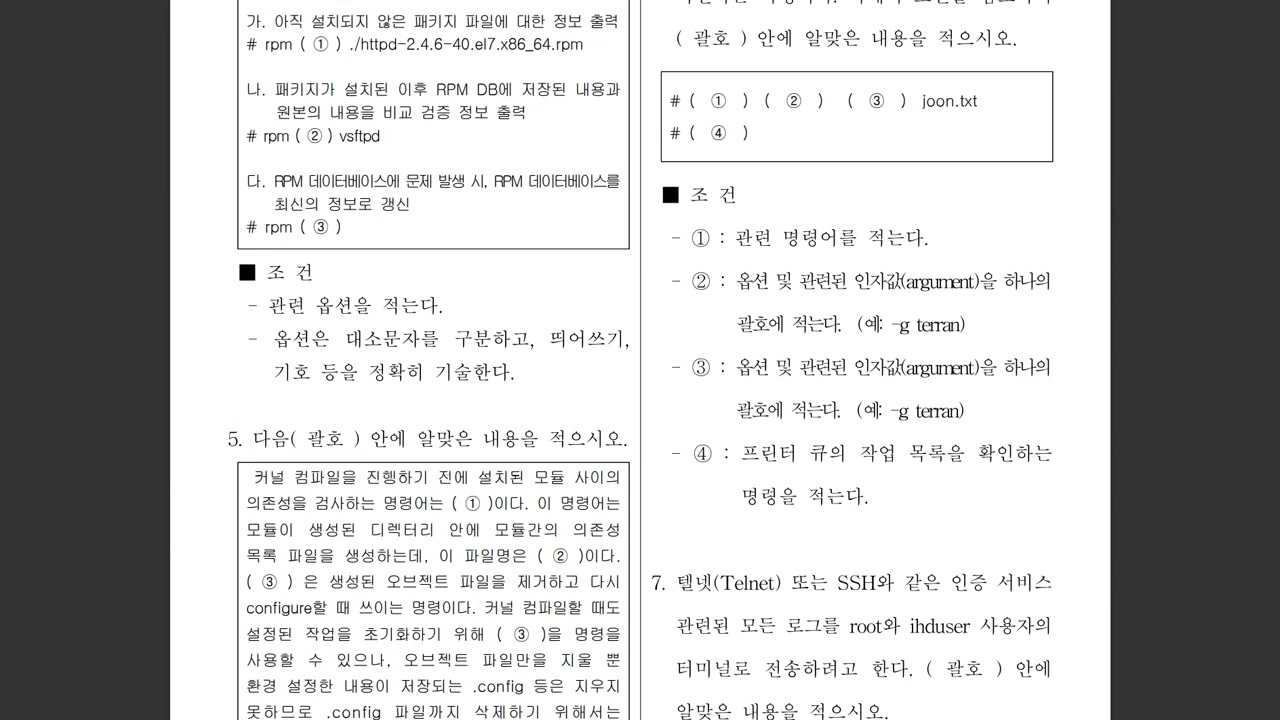 가. 아직 설치되지 않은 패키지 파일에 대한 정보 출력
# rpm ( ① ) ./httpd-2.4.6-40.el7.x86_64.rpm
나. 패키지가 설치된 이후 RPM DB에 저장된 내용과
원본의 내용을 비교 검증 정보 출력
# rpm ( ② ) vsftpd
다. RPM 데이터베이스에 문제 발생 시, RPM 데이터베이스를
최신의 정보로 갱신
# rpm ( ③ )
■ 조 건
- 관련 옵션을 적는다.
- 옵션은 대소문자를 구분하고, 띄어쓰기,
기호 등을 정확히 기술한다.
5. 다음( 괄호 ) 안에 알맞은 내용을 적으시오.
커널 컴파일을 진헹하기 전에 설치된 모듈 사이의
의존성을 검사하는 명령어는 ( ① )이다. 이 명령어는
모듈이 생성된 디렉터리 안에 모듈간의 의존성
목록 파일을 생성하는데, 이 파일명은 ( ② )이다.
( ③ ) 은 생성된 오브젝트 파일을 제거하고 다시
configure할 때 쓰이는 명령이다. 커널 컴파일할 때도
설정된 작업을 초기화하기 위해 ( ③ )을 명령을
사용할 수 있으나, 오브젝트 파일만을 지울 뿐
환경 설정한 내용이 저장되는 .config 등은 지우지
못하므로 .config 파일까지 삭제하기 위해서는
( 괄호 ) 안에 알맞은 내용을 적으시오.
# ( ① ) ( ② ) ( ③ ) joon.txt
# ( ④ )
■ 조 건
- ① : 관련 명령어를 적는다.
- ② : 옵션 및 관련된 인자값(argument)을 하나의
괄호에 적는다. (예: -g terran)
- ③ : 옵션 및 관련된 인자값(argument)을 하나의
괄호에 적는다. (예: -g terran)
- ④ : 프린터 큐의 작업 목록을 확인하는
명령을 적는다.
7. 텔넷(Telnet) 또는 SSH와 같은 인증 서비스
관련된 모든 로그를 root와 ihduser 사용자의
터미널로 전송하려고 한다. ( 괄호 ) 안에
알맞은 내용을 적으시오.